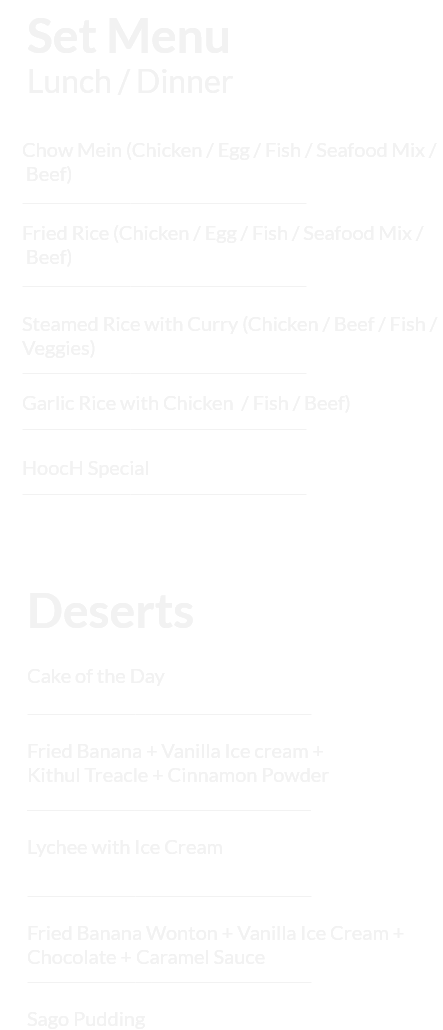 Set Menu
Lunch / Dinner
Chow Mein (Chicken / Egg / Fish / Seafood Mix /
Beef)
Fried Rice (Chicken / Egg / Fish / Seafood Mix /
Beef)
Steamed Rice with Curry (Chicken / Beef / Fish /
Veggies)
Garlic Rice with Chicken / Fish / Beef)
HoocH Special
Deserts
Cake of the Day
Fried Banana + Vanilla Ice cream +
Kithul Treacle + Cinnamon Powder
Lychee with Ice Cream
Fried Banana Wonton + Vanilla Ice Cream +
Chocolate + Caramel Sauce
Sago Pudding